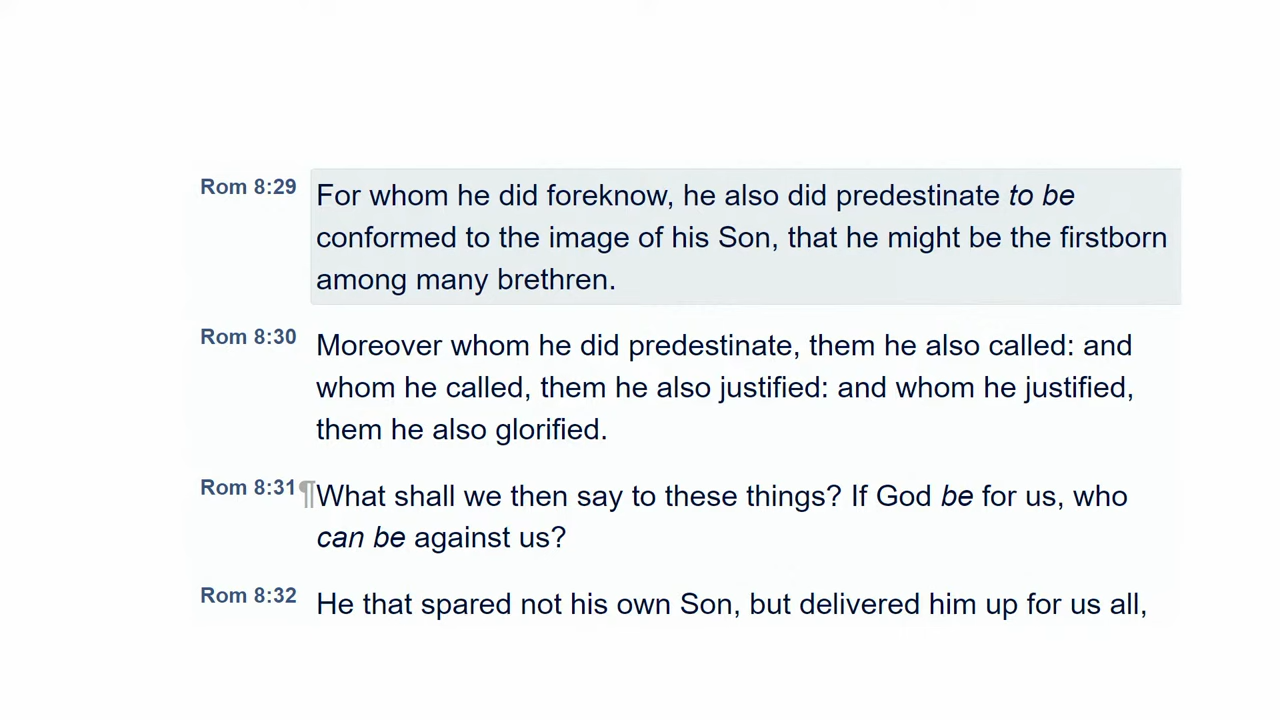 Rom 8:29 For whom he did foreknow, he also did predestinate to be
conformed to the image of his Son, that he might be the firstborn
among many brethren.
Rom 8:30 Moreover whom he did predestinate, them he also called: and
whom he called, them he also justified: and whom he justified,
them he also glorified.
Rom 8:31 ¶What shall we then say to these things? If God be for us, who
can be against us?
Rom 8:32 He that spared not his own Son, but delivered him up for us all,